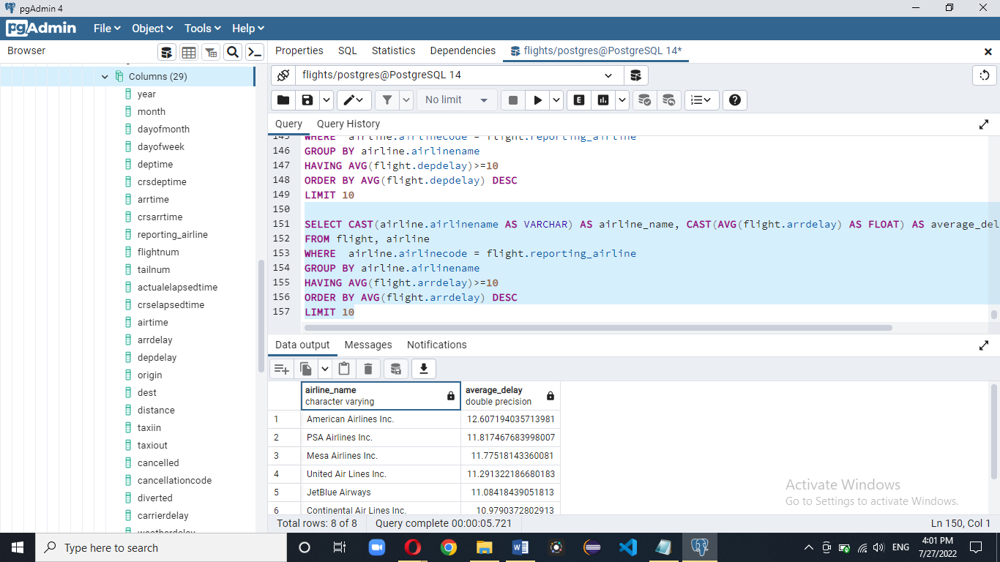 pgAdmin 4
pgAdmin File Object Tools Help
Browser
Properties SQL Statistics Dependencies flights/postgres@PostgreSQL 14*
Columns (29)
year
month
dayofmonth
dayofweek
deptime
crsdeptime
arrtime
crsarrtime
reporting_airline
flightnum
tailnum
actualelapsedtime
crselapsedtime
airtime
arrdelay
depdelay
origin
dest
distance
taxiin
taxiout
cancelled
cancellationcode
diverted
carrierdelay
weatherdelay
flights/postgres@PostgreSQL 14
No limit
E
Query Query History
145 WHERE airline.airlinecode = flight.reporting_airline
146 GROUP BY airline.airlinename
147 HAVING AVG(flight.depdelay)>=10
148 ORDER BY AVG(flight.depdelay) DESC
149 LIMIT 10
150
151 SELECT CAST(airline.airlinename AS VARCHAR) AS airline_name, CAST(AVG(flight.arrdelay) AS FLOAT) AS average_del
152 FROM flight, airline
153 WHERE  airline.airlinecode = flight.reporting_airline
154 GROUP BY airline.airlinename
155 HAVING AVG(flight.arrdelay)>=10
156 ORDER BY AVG(flight.arrdelay) DESC
157 LIMIT 10
Data output Messages Notifications
airline_name average_delay
character varying double precision
1 American Airlines Inc. 12.607194035713981
2 PSA Airlines Inc. 11.817467683998007
3 Mesa Airlines Inc. 11.77518143360081
4 United Air Lines Inc. 11.291322186680183
5 JetBlue Airways 11.08418439051813
6 Continental Air Lines Inc. 10.9790372802913
Activate Windows
Go to Settings to activate Windows.
Total rows: 8 of 8 Query complete 00:00:05.721 Ln 150, Col 1
Type here to search
ENG
4:01 PM
7/27/2022